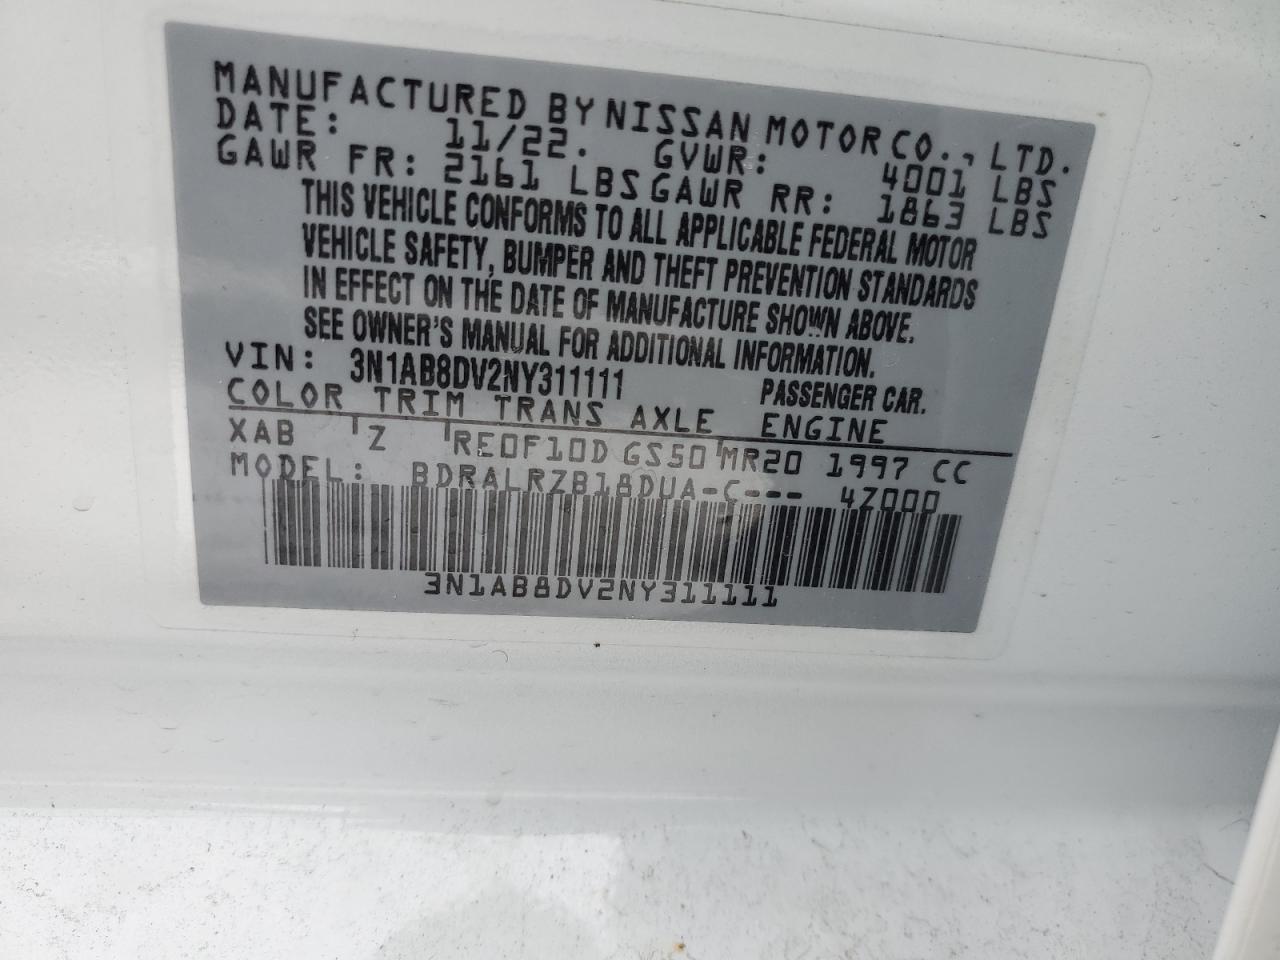 MANUFACTURED BY NISSAN MOTOR CO., LTD.
DATE: 11/22. GVWR: 4001 LBS
GAWR FR: 2161 LBS GAWR RR: 1863 LBS
THIS VEHICLE CONFORMS TO ALL APPLICABLE FEDERAL MOTOR
VEHICLE SAFETY, BUMPER AND THEFT PREVENTION STANDARDS
IN EFFECT ON THE DATE OF MANUFACTURE SHOWN ABOVE.
SEE OWNER'S MANUAL FOR ADDITIONAL INFORMATION.
VIN: 3N1AB8DV2NY311111 PASSENGER CAR.
COLOR TRIM TRANS AXLE ENGINE
XAB Z RE0F10D GS50 MR20 1997 CC
MODEL: BDRALRZB18DUA-C--- 4Z000
3N1AB8DV2NY311111